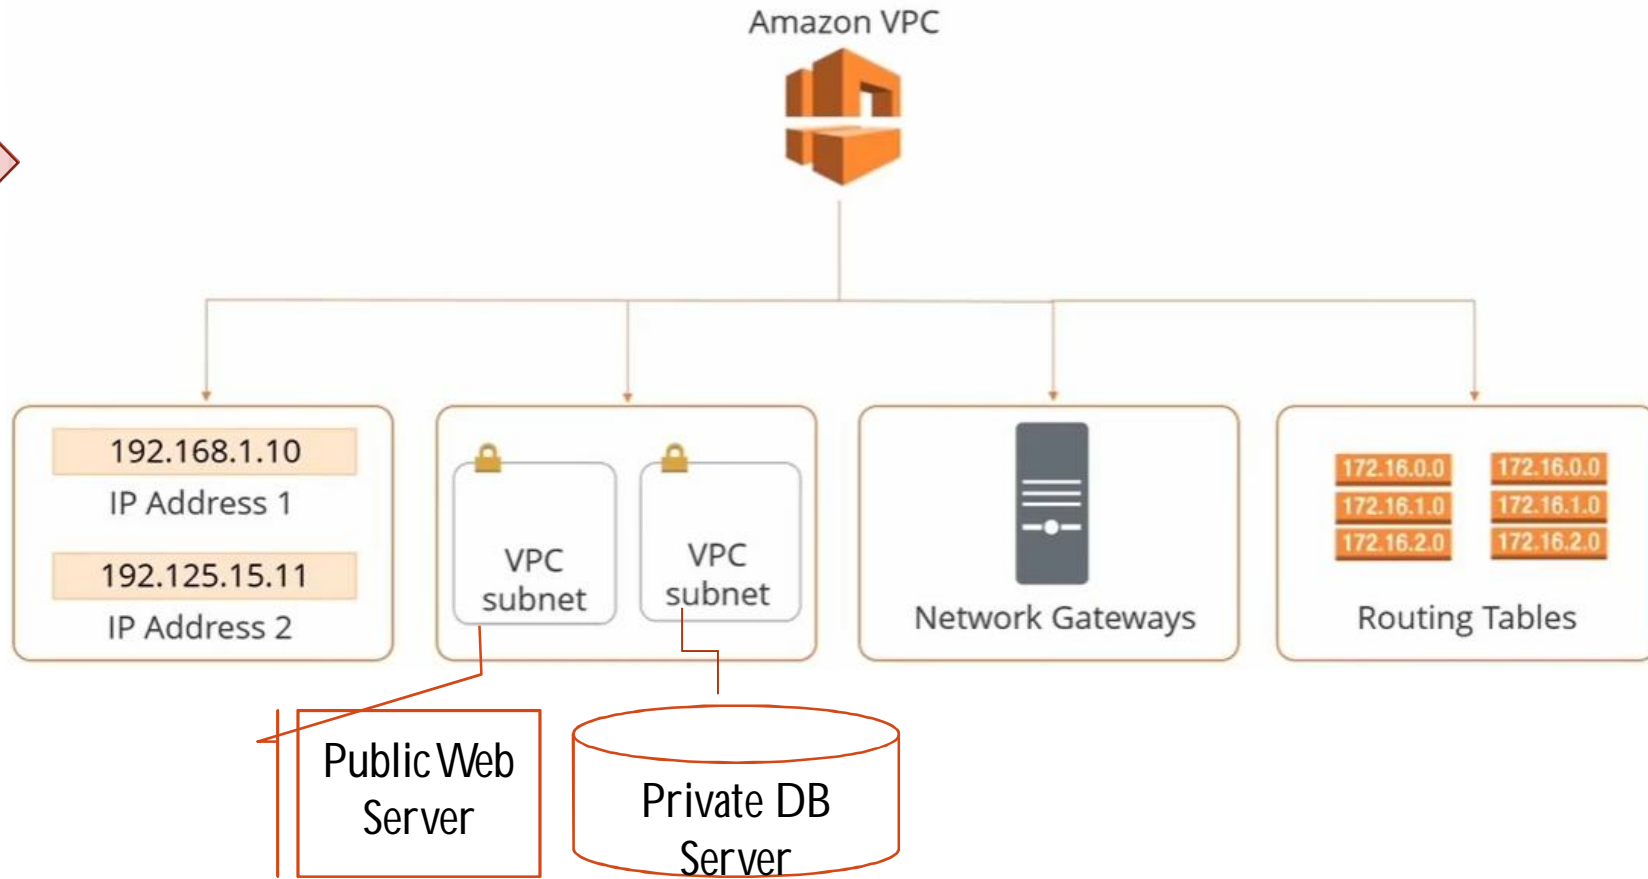 Amazon VPC
192.168.1.10
IP Address 1
192.125.15.11
IP Address 2
VPC
subnet
VPC
subnet
Network Gateways
172.16.0.0
172.16.1.0
172.16.2.0
172.16.0.0
172.16.1.0
172.16.2.0
Routing Tables
Public Web
Server
Private DB
Server